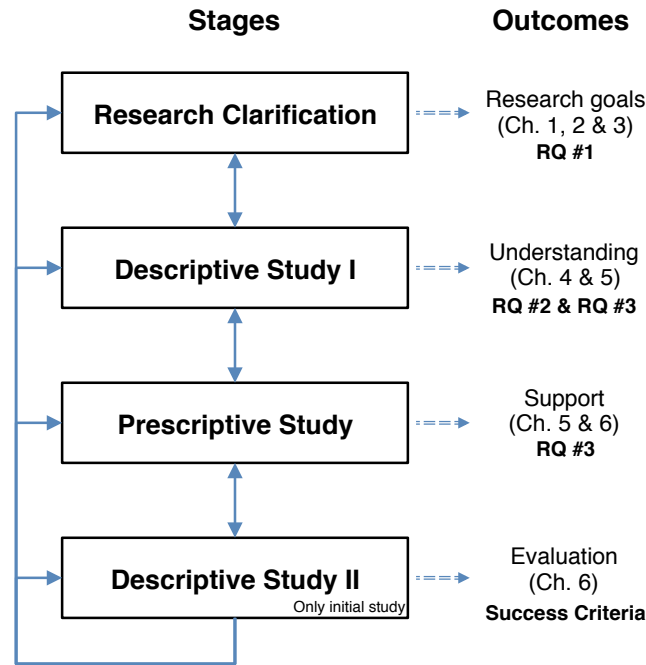 Stages
Outcomes
Research Clarification
Research goals
(Ch. 1, 2 & 3)
RQ #1
Descriptive Study I
Understanding
(Ch. 4 & 5)
RQ #2 & RQ #3
Prescriptive Study
Support
(Ch. 5 & 6)
RQ #3
Descriptive Study II
Only initial study
Evaluation
(Ch. 6)
Success Criteria